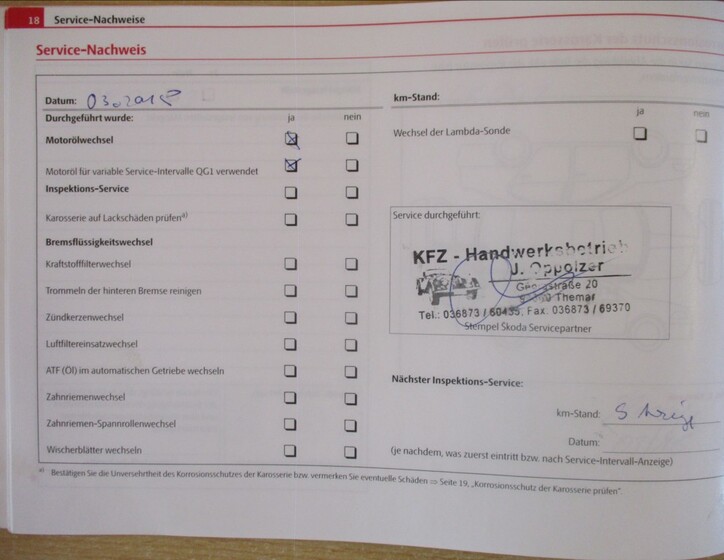 18 Service-Nachweise
Service-Nachweis
Datum: 03.2018
km-Stand:
Durchgeführt wurde: ja nein
ja nein
Motorölwechsel
Wechsel der Lambda-Sonde
Motoröl für variable Service-Intervalle QG1 verwendet
Inspektions-Service
Karosserie auf Lackschäden prüfen a)
Service durchgeführt:
Bremsflüssigkeitswechsel
KFZ - Handwerksbetrieb
J. Oppolzer
Kraftstofffilterwechsel
Trommeln der hinteren Bremse reinigen
straße 20
Themar
Tel.: 036873 / 60435, Fax: 036873 / 69370
Zündkerzenwechsel
Stempel Škoda Servicepartner
Luftfiltereinsatzwechsel
ATF (Öl) im automatischen Getriebe wechseln
Nächster Inspektions-Service:
Zahnriemenwechsel
km-Stand:
Zahnriemen-Spannrollenwechsel
Datum:
Wischerblätter wechseln
(je nachdem, was zuerst eintritt bzw. nach Service-Intervall-Anzeige)
a) Bestätigen Sie die Unversehrtheit des Korrosionsschutzes der Karosserie bzw. vermerken Sie eventuelle Schäden ⇒ Seite 19, „Korrosionsschutz der Karosserie prüfen"